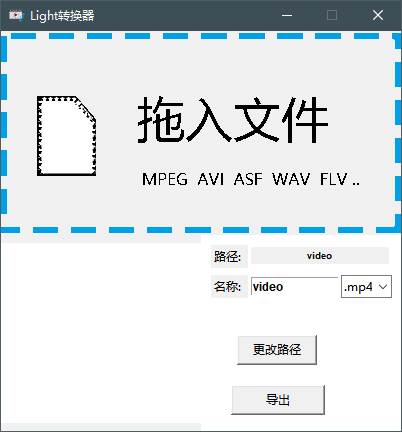 Light转换器
拖入文件
MPEG AVI ASF WAV FLV ..
路径: video
名称: video .mp4
更改路径
导出